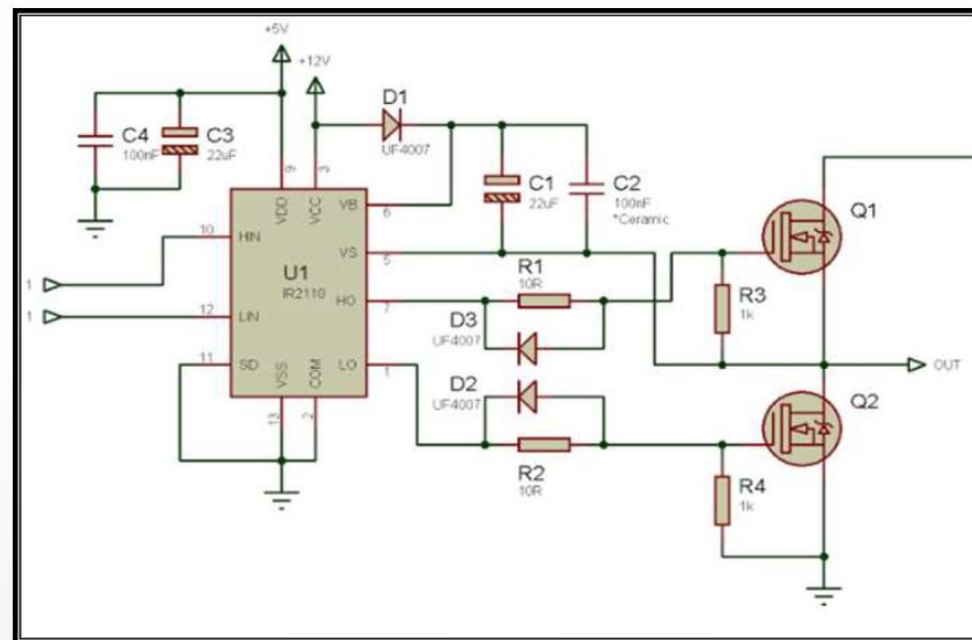 +5V
+12V
D1
UF4007
C4
100nF
C3
22uF
9
3
VDD
VCC
VB
6
C1
22uF
C2
100nF
*Ceramic
Q1
10
HIN
VS
5
U1
IR2110
R1
10R
1
HO
7
R3
1k
1
12
LIN
D3
UF4007
11
SD
VSS
COM
LO
1
OUT
D2
UF4007
Q2
13
2
R2
10R
R4
1k